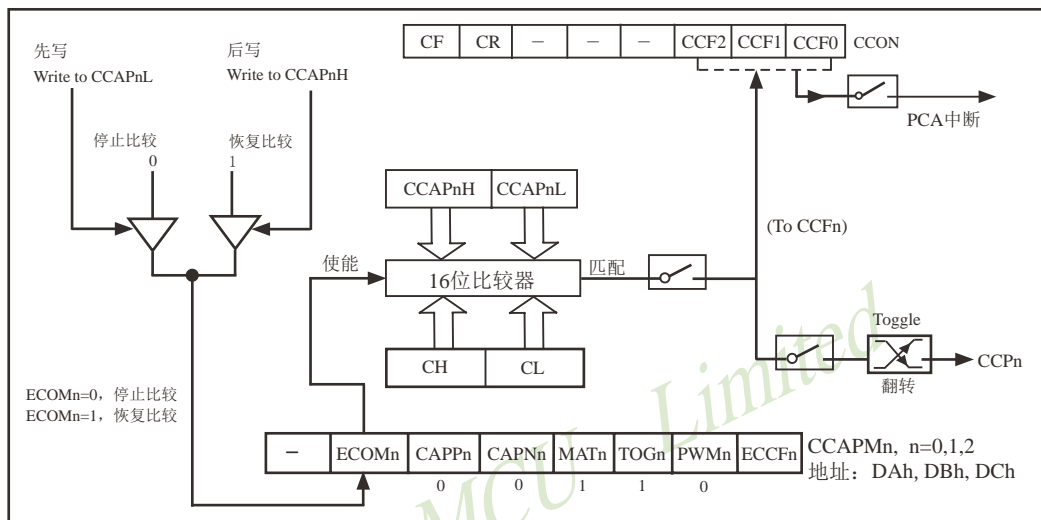 CF CR — — — CCF2 CCF1 CCF0 CCON
先写
Write to CCAPnL
后写
Write to CCAPnH
PCA中断
停止比较
0
恢复比较
1
CCAPnH CCAPnL
(To CCFn)
使能
16位比较器
匹配
Toggle
CH CL
CCPn
翻转
ECOMn=0，停止比较
ECOMn=1，恢复比较
— ECOMn CAPPn CAPNn MATn TOGn PWMn ECCFn
CCAPMn, n=0,1,2
地址：DAh, DBh, DCh
0 0 1 1 0
MCU Limited